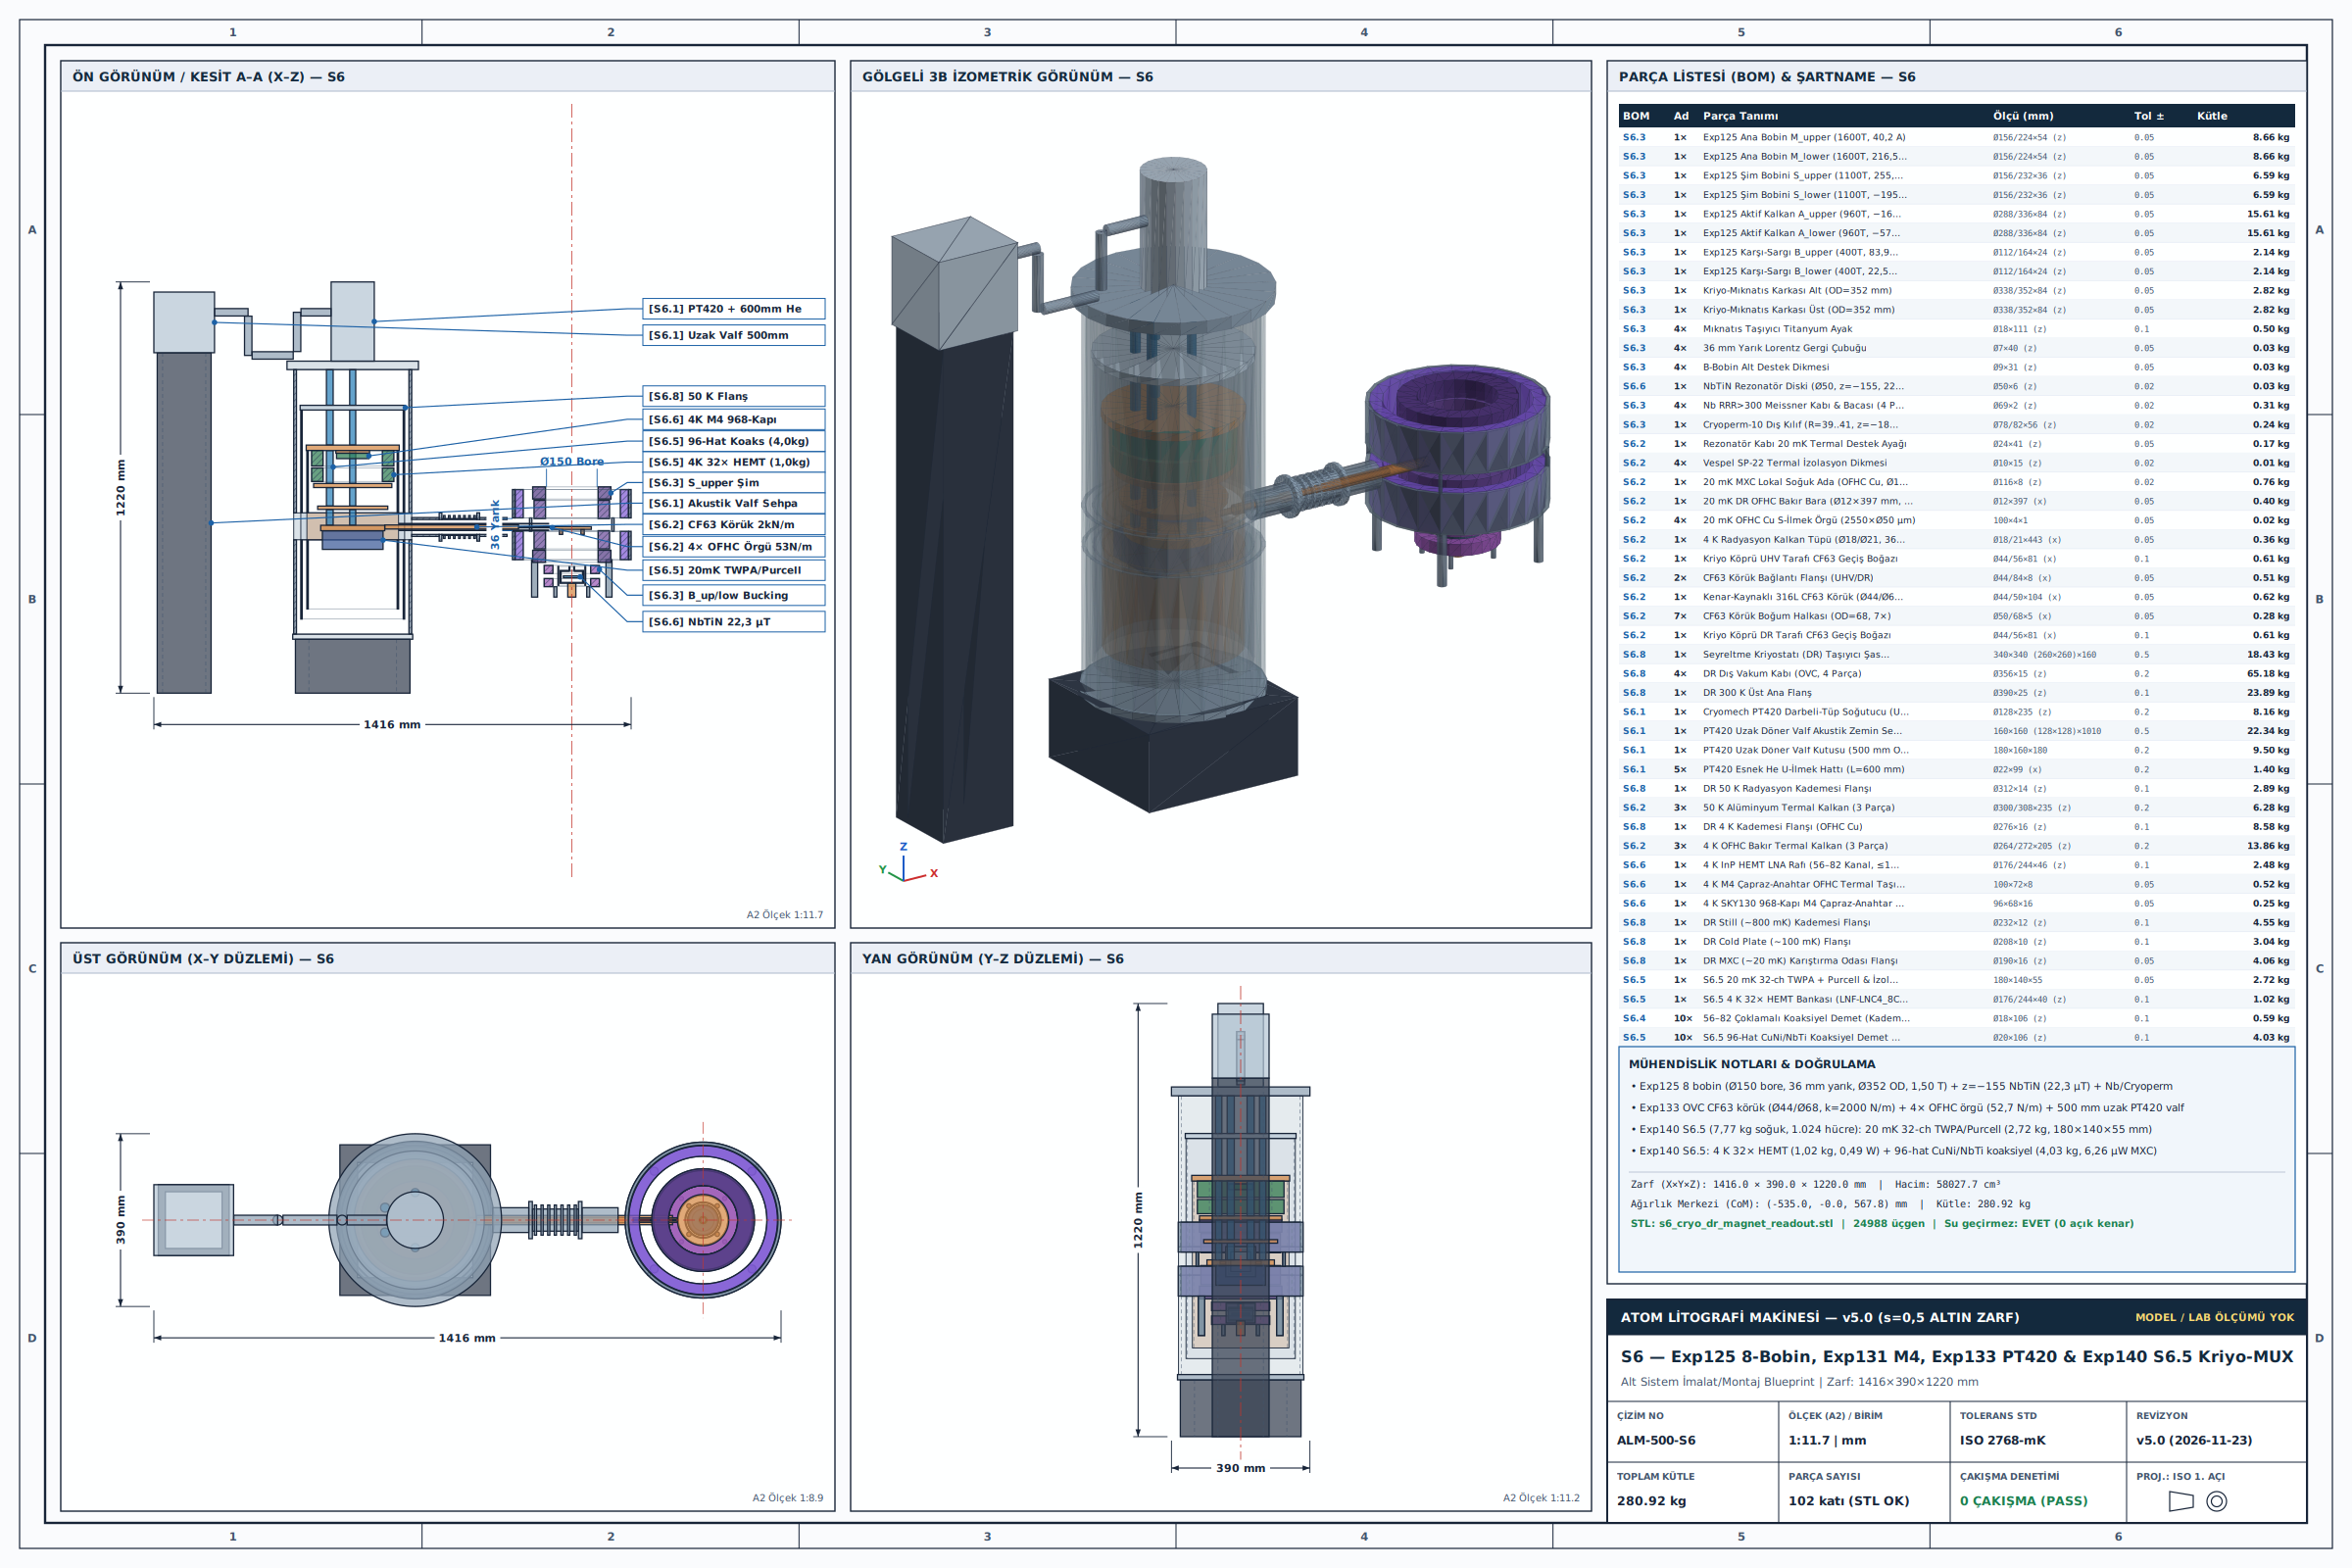 1 2 3 4 5 6
A
B
C
D
ÖN GÖRÜNÜM / KESİT A–A (X–Z) — S6
1220 mm
1416 mm
Ø150 Bore
36 Yarık
[S6.1] PT420 + 600mm He
[S6.1] Uzak Valf 500mm
[S6.8] 50 K Flanş
[S6.6] 4K M4 968-Kapı
[S6.5] 96-Hat Koaks (4,0kg)
[S6.5] 4K 32× HEMT (1,0kg)
[S6.3] S_upper Şim
[S6.1] Akustik Valf Sehpa
[S6.2] CF63 Körük 2kN/m
[S6.2] 4× OFHC Örgü 53N/m
[S6.5] 20mK TWPA/Purcell
[S6.3] B_up/low Bucking
[S6.6] NbTiN 22,3 µT
A2 Ölçek 1:11.7
GÖLGELİ 3B İZOMETRİK GÖRÜNÜM — S6
Z
Y
X
ÜST GÖRÜNÜM (X–Y DÜZLEMİ) — S6
390 mm
1416 mm
A2 Ölçek 1:8.9
YAN GÖRÜNÜM (Y–Z DÜZLEMİ) — S6
1220 mm
390 mm
A2 Ölçek 1:11.2
PARÇA LİSTESİ (BOM) & ŞARTNAME — S6
BOM Ad Parça Tanımı Ölçü (mm) Tol ± Kütle
S6.3 1× Exp125 Ana Bobin M_upper (1600T, 40,2 A) Ø156/224×54 (z) 0.05 8.66 kg
S6.3 1× Exp125 Ana Bobin M_lower (1600T, 216,5... Ø156/224×54 (z) 0.05 8.66 kg
S6.3 1× Exp125 Şim Bobini S_upper (1100T, 255,... Ø156/232×36 (z) 0.05 6.59 kg
S6.3 1× Exp125 Şim Bobini S_lower (1100T, −195... Ø156/232×36 (z) 0.05 6.59 kg
S6.3 1× Exp125 Aktif Kalkan A_upper (960T, −16... Ø288/336×84 (z) 0.05 15.61 kg
S6.3 1× Exp125 Aktif Kalkan A_lower (960T, −57... Ø288/336×84 (z) 0.05 15.61 kg
S6.3 1× Exp125 Karşı-Sargı B_upper (400T, 83,9... Ø112/164×24 (z) 0.05 2.14 kg
S6.3 1× Exp125 Karşı-Sargı B_lower (400T, 22,5... Ø112/164×24 (z) 0.05 2.14 kg
S6.3 1× Kriyo-Mıknatıs Karkası Alt (OD=352 mm) Ø338/352×84 (z) 0.05 2.82 kg
S6.3 1× Kriyo-Mıknatıs Karkası Üst (OD=352 mm) Ø338/352×84 (z) 0.05 2.82 kg
S6.3 4× Mıknatıs Taşıyıcı Titanyum Ayak Ø18×111 (z) 0.1 0.50 kg
S6.3 4× 36 mm Yarık Lorentz Gergi Çubuğu Ø7×40 (z) 0.05 0.03 kg
S6.3 4× B-Bobin Alt Destek Dikmesi Ø9×31 (z) 0.05 0.03 kg
S6.6 1× NbTiN Rezonatör Diski (Ø50, z=−155, 22... Ø50×6 (z) 0.02 0.03 kg
S6.3 4× Nb RRR>300 Meissner Kabı & Bacası (4 P... Ø69×2 (z) 0.02 0.31 kg
S6.3 1× Cryoperm-10 Dış Kılıf (R=39..41, z=−18... Ø78/82×56 (z) 0.02 0.24 kg
S6.2 1× Rezonatör Kabı 20 mK Termal Destek Ayağı Ø24×41 (z) 0.05 0.17 kg
S6.2 4× Vespel SP-22 Termal İzolasyon Dikmesi Ø10×15 (z) 0.02 0.01 kg
S6.2 1× 20 mK MXC Lokal Soğuk Ada (OFHC Cu, Ø1... Ø116×8 (z) 0.02 0.76 kg
S6.2 1× 20 mK DR OFHC Bakır Bara (Ø12×397 mm, ... Ø12×397 (x) 0.05 0.40 kg
S6.2 4× 20 mK OFHC Cu S-İlmek Örgü (2550×Ø50 µm) 100×4×1 0.05 0.02 kg
S6.2 1× 4 K Radyasyon Kalkan Tüpü (Ø18/Ø21, 36... Ø18/21×443 (x) 0.05 0.36 kg
S6.2 1× Kriyo Köprü UHV Tarafı CF63 Geçiş Boğazı Ø44/56×81 (x) 0.1 0.61 kg
S6.2 2× CF63 Körük Bağlantı Flanşı (UHV/DR) Ø44/84×8 (x) 0.05 0.51 kg
S6.2 1× Kenar-Kaynaklı 316L CF63 Körük (Ø44/Ø6... Ø44/50×104 (x) 0.05 0.62 kg
S6.2 7× CF63 Körük Boğum Halkası (OD=68, 7×) Ø50/68×5 (x) 0.05 0.28 kg
S6.2 1× Kriyo Köprü DR Tarafı CF63 Geçiş Boğazı Ø44/56×81 (x) 0.1 0.61 kg
S6.8 1× Seyreltme Kriyostatı (DR) Taşıyıcı Şas... 340×340 (260×260)×160 0.5 18.43 kg
S6.8 4× DR Dış Vakum Kabı (OVC, 4 Parça) Ø356×15 (z) 0.2 65.18 kg
S6.8 1× DR 300 K Üst Ana Flanş Ø390×25 (z) 0.1 23.89 kg
S6.1 1× Cryomech PT420 Darbeli-Tüp Soğutucu (U... Ø128×235 (z) 0.2 8.16 kg
S6.1 1× PT420 Uzak Döner Valf Akustik Zemin Se... 160×160 (128×128)×1010 0.5 22.34 kg
S6.1 1× PT420 Uzak Döner Valf Kutusu (500 mm O... 180×160×180 0.2 9.50 kg
S6.1 5× PT420 Esnek He U-İlmek Hattı (L=600 mm) Ø22×99 (x) 0.2 1.40 kg
S6.8 1× DR 50 K Radyasyon Kademesi Flanşı Ø312×14 (z) 0.1 2.89 kg
S6.2 3× 50 K Alüminyum Termal Kalkan (3 Parça) Ø300/308×235 (z) 0.2 6.28 kg
S6.8 1× DR 4 K Kademesi Flanşı (OFHC Cu) Ø276×16 (z) 0.1 8.58 kg
S6.2 3× 4 K OFHC Bakır Termal Kalkan (3 Parça) Ø264/272×205 (z) 0.2 13.86 kg
S6.6 1× 4 K InP HEMT LNA Rafı (56–82 Kanal, ≤1... Ø176/244×46 (z) 0.1 2.48 kg
S6.6 1× 4 K M4 Çapraz-Anahtar OFHC Termal Taşı... 100×72×8 0.05 0.52 kg
S6.6 1× 4 K SKY130 968-Kapı M4 Çapraz-Anahtar ... 96×68×16 0.05 0.25 kg
S6.8 1× DR Still (~800 mK) Kademesi Flanşı Ø232×12 (z) 0.1 4.55 kg
S6.8 1× DR Cold Plate (~100 mK) Flanşı Ø208×10 (z) 0.1 3.04 kg
S6.8 1× DR MXC (~20 mK) Karıştırma Odası Flanşı Ø190×16 (z) 0.05 4.06 kg
S6.5 1× S6.5 20 mK 32-ch TWPA + Purcell & İzol... 180×140×55 0.05 2.72 kg
S6.5 1× S6.5 4 K 32× HEMT Bankası (LNF-LNC4_8C... Ø176/244×40 (z) 0.1 1.02 kg
S6.4 10× 56–82 Çoklamalı Koaksiyel Demet (Kadem... Ø18×106 (z) 0.1 0.59 kg
S6.5 10× S6.5 96-Hat CuNi/NbTi Koaksiyel Demet ... Ø20×106 (z) 0.1 4.03 kg
MÜHENDİSLİK NOTLARI & DOĞRULAMA
• Exp125 8 bobin (Ø150 bore, 36 mm yarık, Ø352 OD, 1,50 T) + z=−155 NbTiN (22,3 µT) + Nb/Cryoperm
• Exp133 OVC CF63 körük (Ø44/Ø68, k=2000 N/m) + 4× OFHC örgü (52,7 N/m) + 500 mm uzak PT420 valf
• Exp140 S6.5 (7,77 kg soğuk, 1.024 hücre): 20 mK 32-ch TWPA/Purcell (2,72 kg, 180×140×55 mm)
• Exp140 S6.5: 4 K 32× HEMT (1,02 kg, 0,49 W) + 96-hat CuNi/NbTi koaksiyel (4,03 kg, 6,26 µW MXC)
Zarf (X×Y×Z): 1416.0 × 390.0 × 1220.0 mm | Hacim: 58027.7 cm³
Ağırlık Merkezi (CoM): (-535.0, -0.0, 567.8) mm | Kütle: 280.92 kg
STL: s6_cryo_dr_magnet_readout.stl | 24988 üçgen | Su geçirmez: EVET (0 açık kenar)
ATOM LİTOGRAFİ MAKİNESİ — v5.0 (s=0,5 ALTIN ZARF) MODEL / LAB ÖLÇÜMÜ YOK
S6 — Exp125 8-Bobin, Exp131 M4, Exp133 PT420 & Exp140 S6.5 Kriyo-MUX
Alt Sistem İmalat/Montaj Blueprint | Zarf: 1416×390×1220 mm
ÇİZİM NO ÖLÇEK (A2) / BİRİM TOLERANS STD REVİZYON
ALM-500-S6 1:11.7 | mm ISO 2768-mK v5.0 (2026-11-23)
TOPLAM KÜTLE PARÇA SAYISI ÇAKIŞMA DENETİMİ PROJ.: ISO 1. AÇI
280.92 kg 102 katı (STL OK) 0 ÇAKIŞMA (PASS)
A
B
C
D
1 2 3 4 5 6